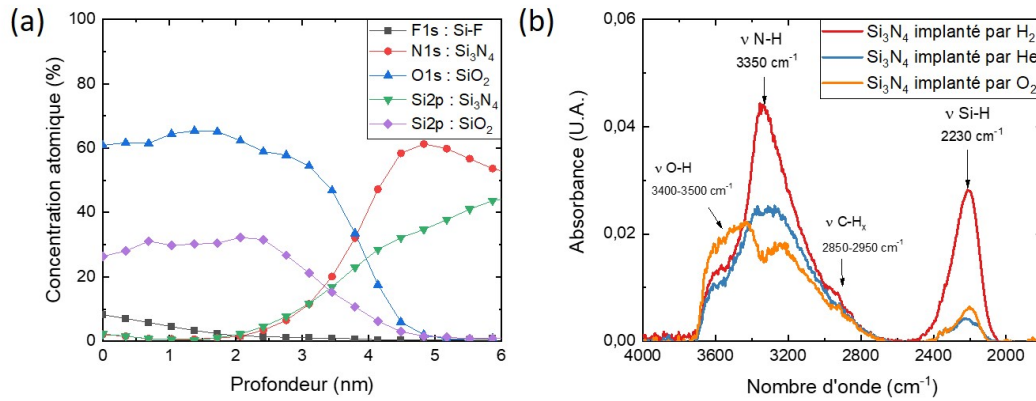 (a)
Concentration atomique (%)
100
80
60
40
20
0
F1s : Si-F
N1s : Si₃N₄
O1s : SiO₂
Si2p : Si₃N₄
Si2p : SiO₂
0 1 2 3 4 5 6
Profondeur (nm)
(b)
Absorbance (U.A.)
0,06
0,04
0,02
0,00
Si₃N₄ implanté par H₂
Si₃N₄ implanté par He
Si₃N₄ implanté par O₂
ν N-H
3350 cm⁻¹
ν Si-H
2230 cm⁻¹
ν O-H
3400-3500 cm⁻¹
ν C-Hₓ
2850-2950 cm⁻¹
4000 3600 3200 2800 2400 2000
Nombre d'onde (cm⁻¹)